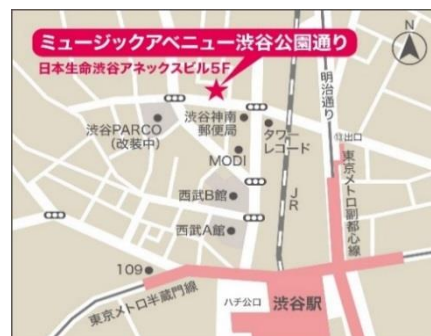 N
ミュージックアベニュー渋谷公園通り
日本生命渋谷アネックスビル5F
明治通り
渋谷PARCO
(改装中)
渋谷神南
郵便局
タワー
レコード
⑬出口
MODI
東京メトロ副都心線
西武B館
JR
西武A館
109
東京メトロ半蔵門線
ハチ公口
渋谷駅